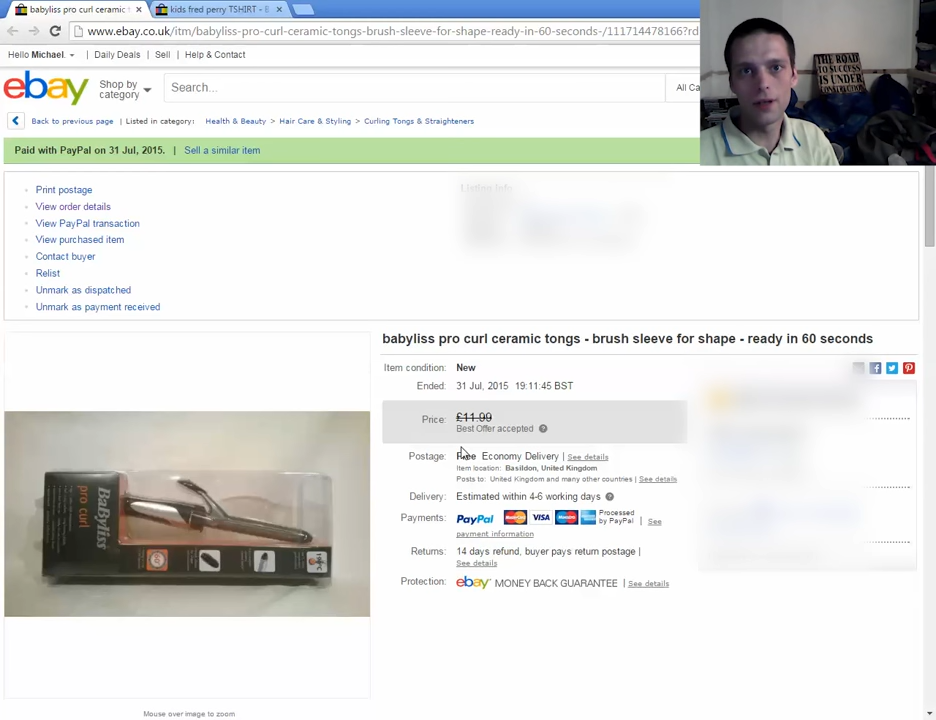 babyliss pro curl ceramic t
kids fred perry TSHIRT - E
www.ebay.co.uk/itm/babyliss-pro-curl-ceramic-tongs-brush-sleeve-for-shape-ready-in-60-seconds-/111714478166?rd
Hello Michael. Daily Deals | Sell | Help & Contact
ebay Shop by category Search... All Ca
Back to previous page | Listed in category: Health & Beauty > Hair Care & Styling > Curling Tongs & Straighteners
Paid with PayPal on 31 Jul, 2015. | Sell a similar item
THE ROAD
TO SUCCESS
IS UNDER
CONSTRUCTION
Print postage
Listing Info
View order details
View PayPal transaction
View purchased item
Contact buyer
Relist
Unmark as dispatched
Unmark as payment received
babyliss pro curl ceramic tongs - brush sleeve for shape - ready in 60 seconds
Item condition: New
Ended: 31 Jul, 2015 19:11:45 BST
Price: £11.99
Best Offer accepted
Postage: Free Economy Delivery | See details
Item location: Basildon, United Kingdom
Posts to: United Kingdom and many other countries | See details
Delivery: Estimated within 4-6 working days
Payments: PayPal MasterCard VISA Maestro Processed by PayPal | See
payment information
Returns: 14 days refund, buyer pays return postage |
See details
Protection: ebay MONEY BACK GUARANTEE | See details
BaByliss
pro curl
Mouse over image to zoom